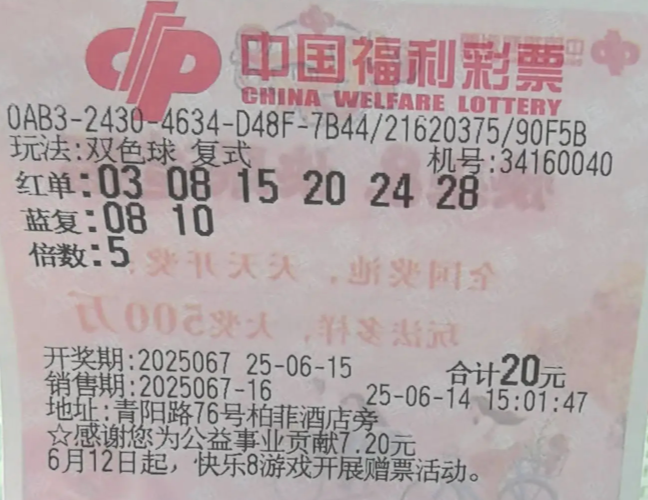 中国福利彩票
CHINA WELFARE LOTTERY
0AB3-2430-4634-D48F-7B44/21620375/90F5B
玩法:双色球 复式 机号:34160040
红单:03 08 15 20 24 28
蓝复:08 10
倍数:5
全国奖池，天天开奖，
玩法多样，大奖500万
开奖期:2025067 25-06-15 合计20元
销售期:2025067-16 25-06-14 15:01:47
地址:青阳路76号柏菲酒店旁
☆感谢您为公益事业贡献7.20元
6月12日起，快乐8游戏开展赠票活动。